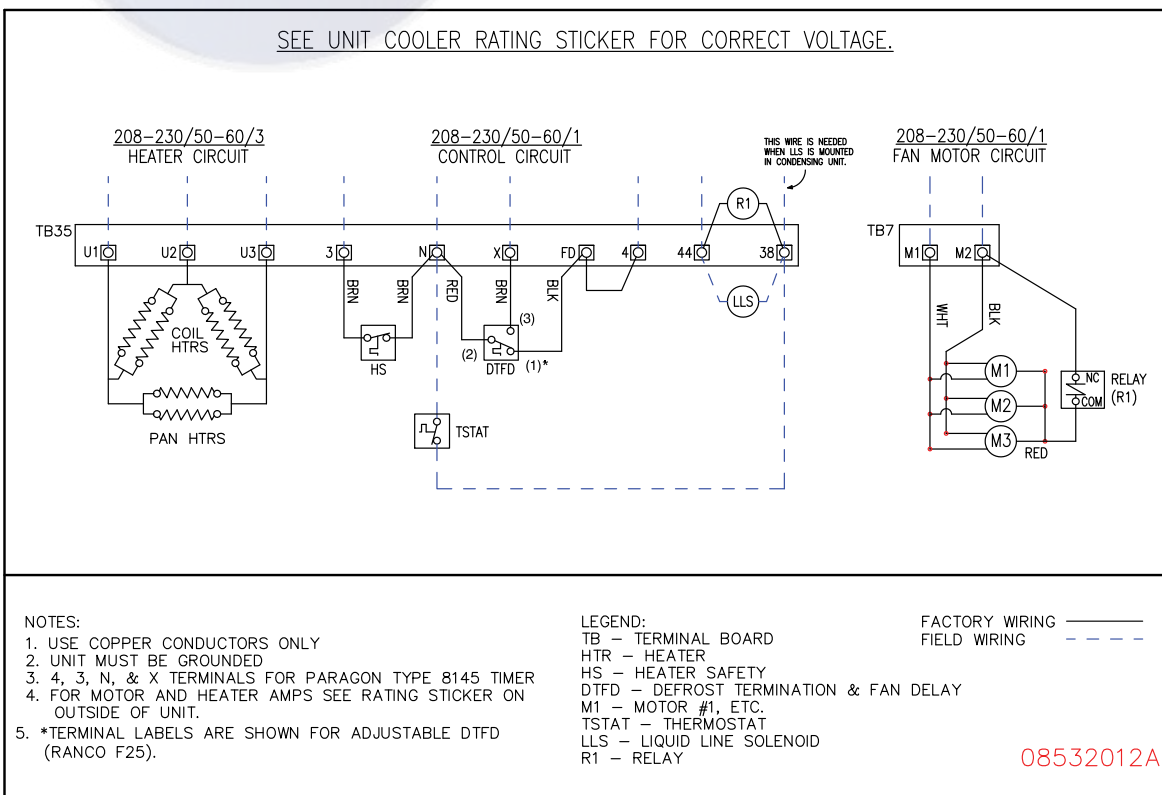 SEE UNIT COOLER RATING STICKER FOR CORRECT VOLTAGE.
208-230/50-60/3
HEATER CIRCUIT
208-230/50-60/1
CONTROL CIRCUIT
THIS WIRE IS NEEDED
WHEN LLS IS MOUNTED
IN CONDENSING UNIT.
208-230/50-60/1
FAN MOTOR CIRCUIT
R1
TB35
U1
U2
U3
3
N
X
FD
4
44
38
TB7
M1
M2
BRN
BRN
RED
BRN
BLK
LLS
WHT
BLK
COIL
HTRS
HS
(2)
(3)
DTFD
(1)*
PAN HTRS
TSTAT
M1
M2
M3
RED
NC
COM
RELAY
(R1)
NOTES:
1. USE COPPER CONDUCTORS ONLY
2. UNIT MUST BE GROUNDED
3. 4, 3, N, & X TERMINALS FOR PARAGON TYPE 8145 TIMER
4. FOR MOTOR AND HEATER AMPS SEE RATING STICKER ON
OUTSIDE OF UNIT.
5. *TERMINAL LABELS ARE SHOWN FOR ADJUSTABLE DTFD
(RANCO F25).
LEGEND:
TB - TERMINAL BOARD
HTR - HEATER
HS - HEATER SAFETY
DTFD - DEFROST TERMINATION & FAN DELAY
M1 - MOTOR #1, ETC.
TSTAT - THERMOSTAT
LLS - LIQUID LINE SOLENOID
R1 - RELAY
FACTORY WIRING
FIELD WIRING
08532012A